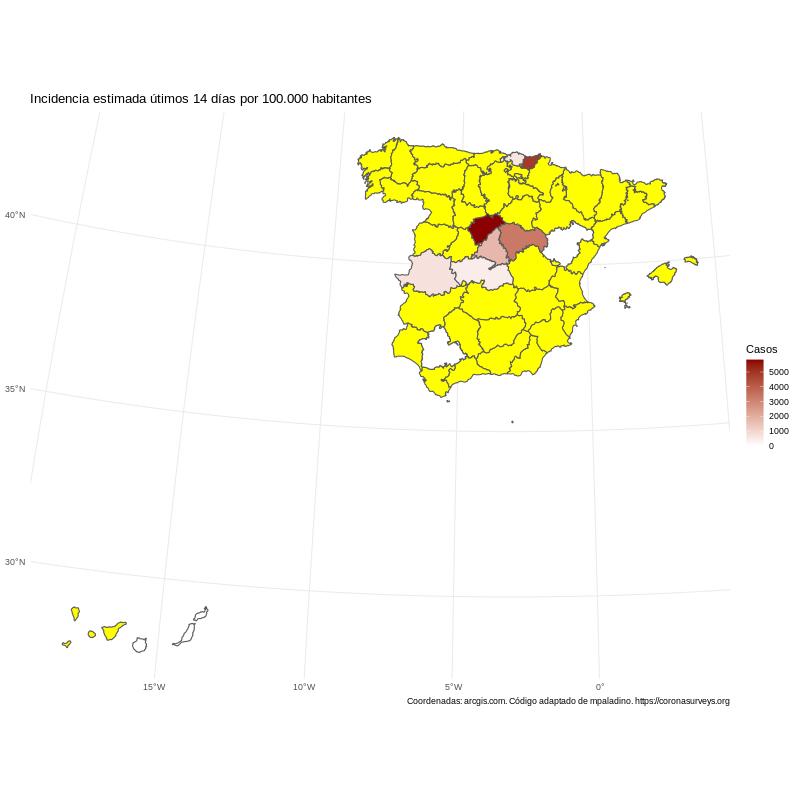 Incidencia estimada útimos 14 días por 100.000 habitantes
40°N
35°N
30°N
15°W
10°W
5°W
0°
Casos
5000
4000
3000
2000
1000
0
Coordenadas: arcgis.com. Código adaptado de mpaladino. https://coronasurveys.org